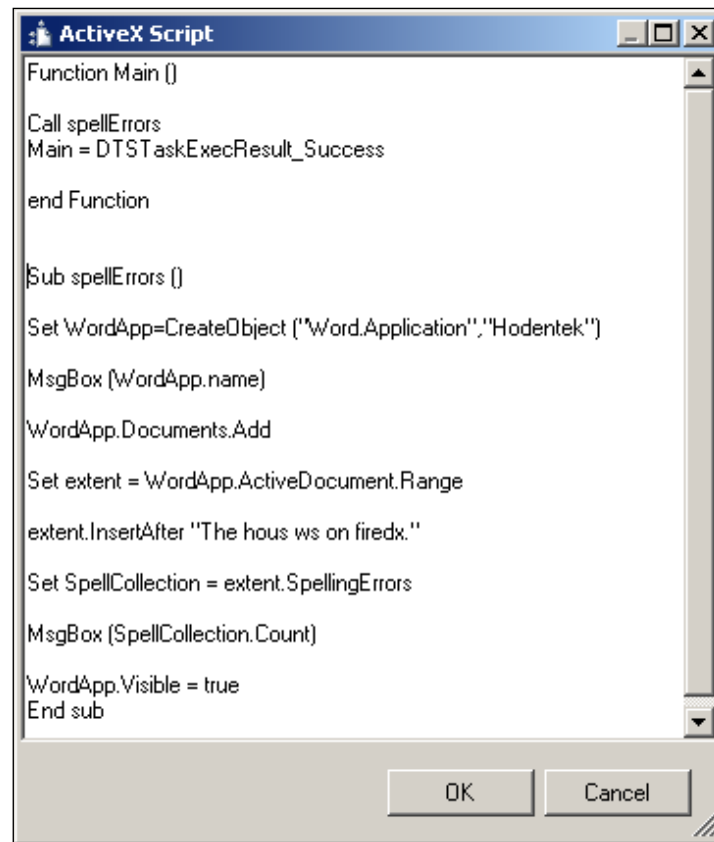 ActiveX Script
Function Main ()
Call spellErrors
Main = DTSTaskExecResult_Success
end Function
Sub spellErrors ()
Set WordApp=CreateObject ("Word.Application","Hodentek")
MsgBox (WordApp.name)
WordApp.Documents.Add
Set extent = WordApp.ActiveDocument.Range
extent.InsertAfter "The hous ws on firedx."
Set SpellCollection = extent.SpellingErrors
MsgBox (SpellCollection.Count)
WordApp.Visible = true
End sub
OK
Cancel